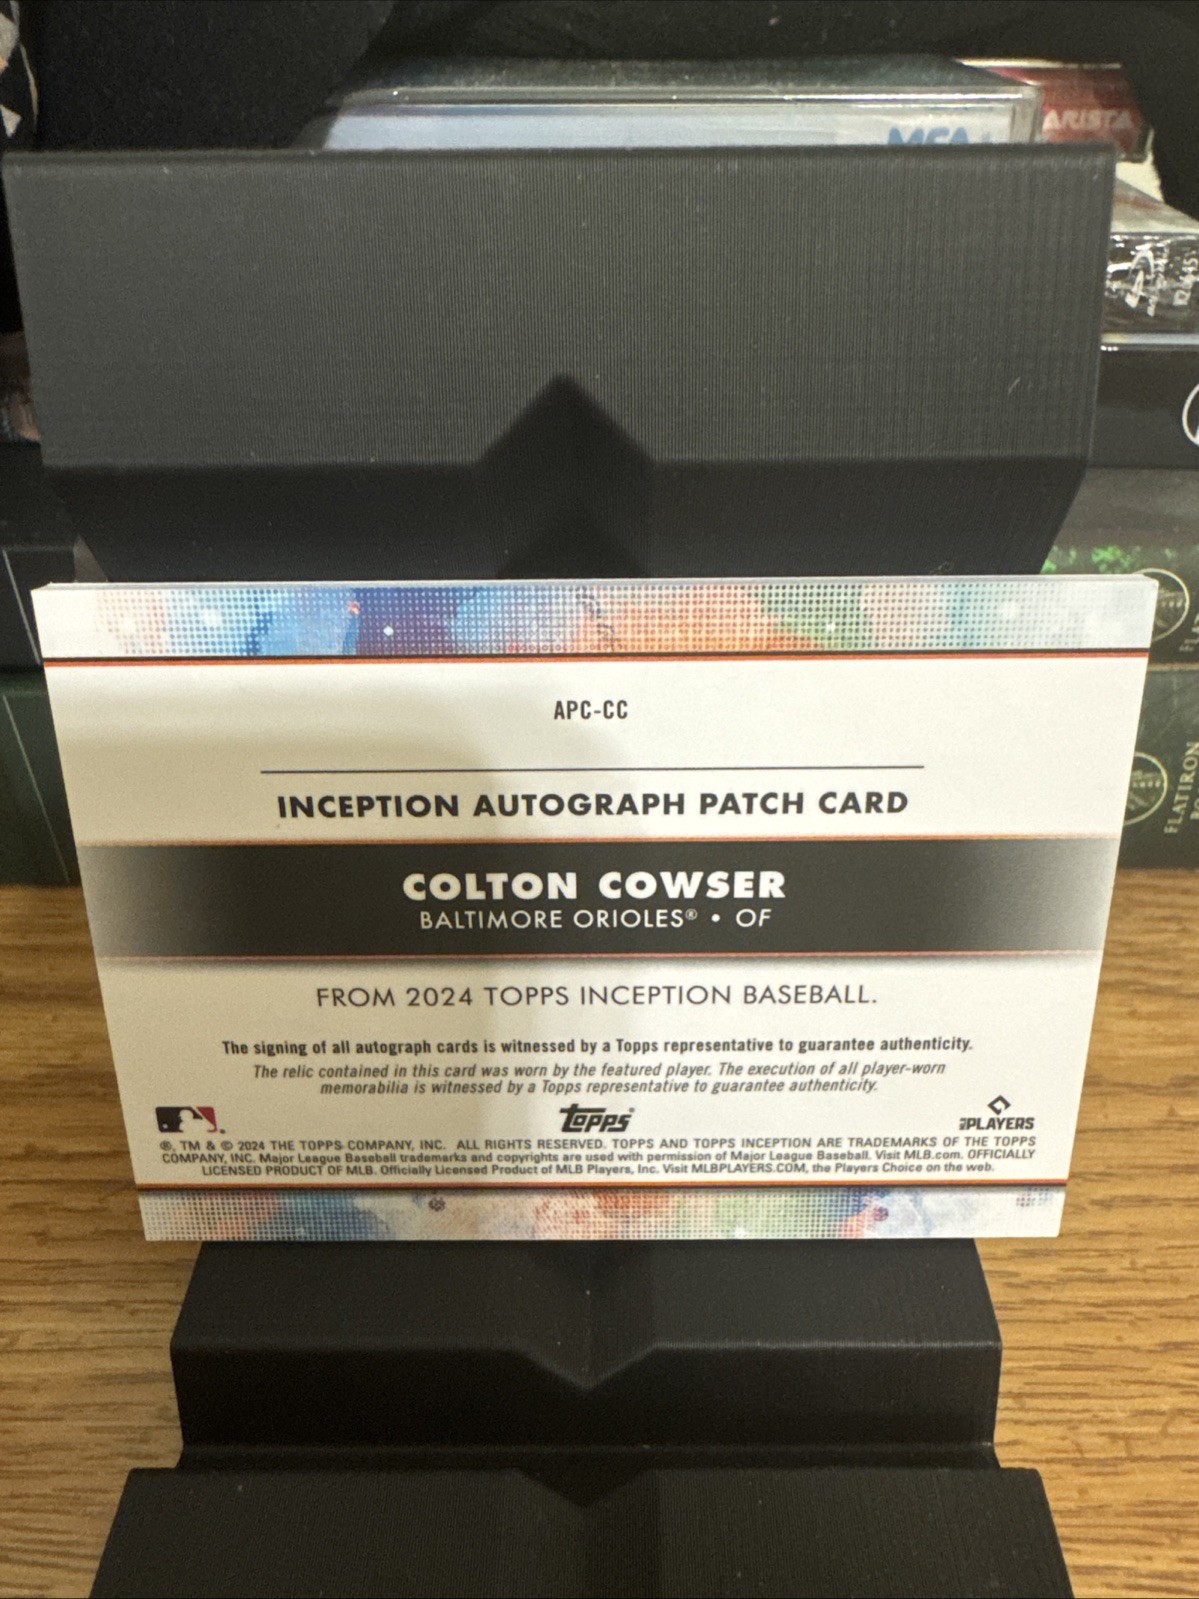 MCA
ARISTA
APC-CC
INCEPTION AUTOGRAPH PATCH CARD
COLTON COWSER
BALTIMORE ORIOLES® • OF
FROM 2024 TOPPS INCEPTION BASEBALL.
The signing of all autograph cards is witnessed by a Topps representative to guarantee authenticity.
The relic contained in this card was worn by the featured player. The execution of all player-worn
memorabilia is witnessed by a Topps representative to guarantee authenticity.
topps®
PLAYERS
®, TM & © 2024 THE TOPPS COMPANY, INC. ALL RIGHTS RESERVED. TOPPS AND TOPPS INCEPTION ARE TRADEMARKS OF THE TOPPS
COMPANY, INC. Major League Baseball trademarks and copyrights are used with permission of Major League Baseball. Visit MLB.com. OFFICIALLY
LICENSED PRODUCT OF MLB. Officially Licensed Product of MLB Players, Inc. Visit MLBPLAYERS.COM, the Players Choice on the web.
FLATIRON